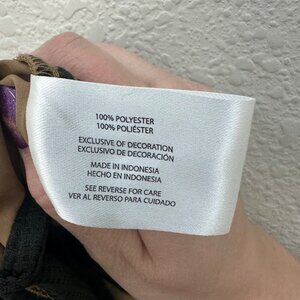 100% POLYESTER
100% POLIÉSTER
EXCLUSIVE OF DECORATION
EXCLUSIVO DE DECORACIÓN
MADE IN INDONESIA
HECHO EN INDONESIA
SEE REVERSE FOR CARE
VER AL REVERSO PARA CUIDADO